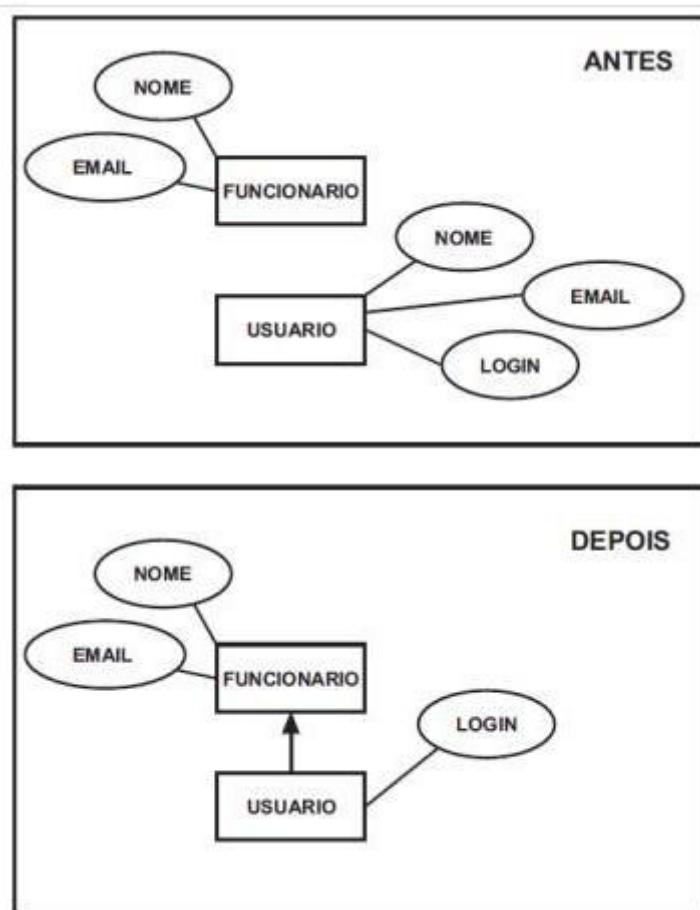 ANTES
NOME
EMAIL
FUNCIONARIO
NOME
EMAIL
USUARIO
LOGIN
DEPOIS
NOME
EMAIL
FUNCIONARIO
LOGIN
USUARIO